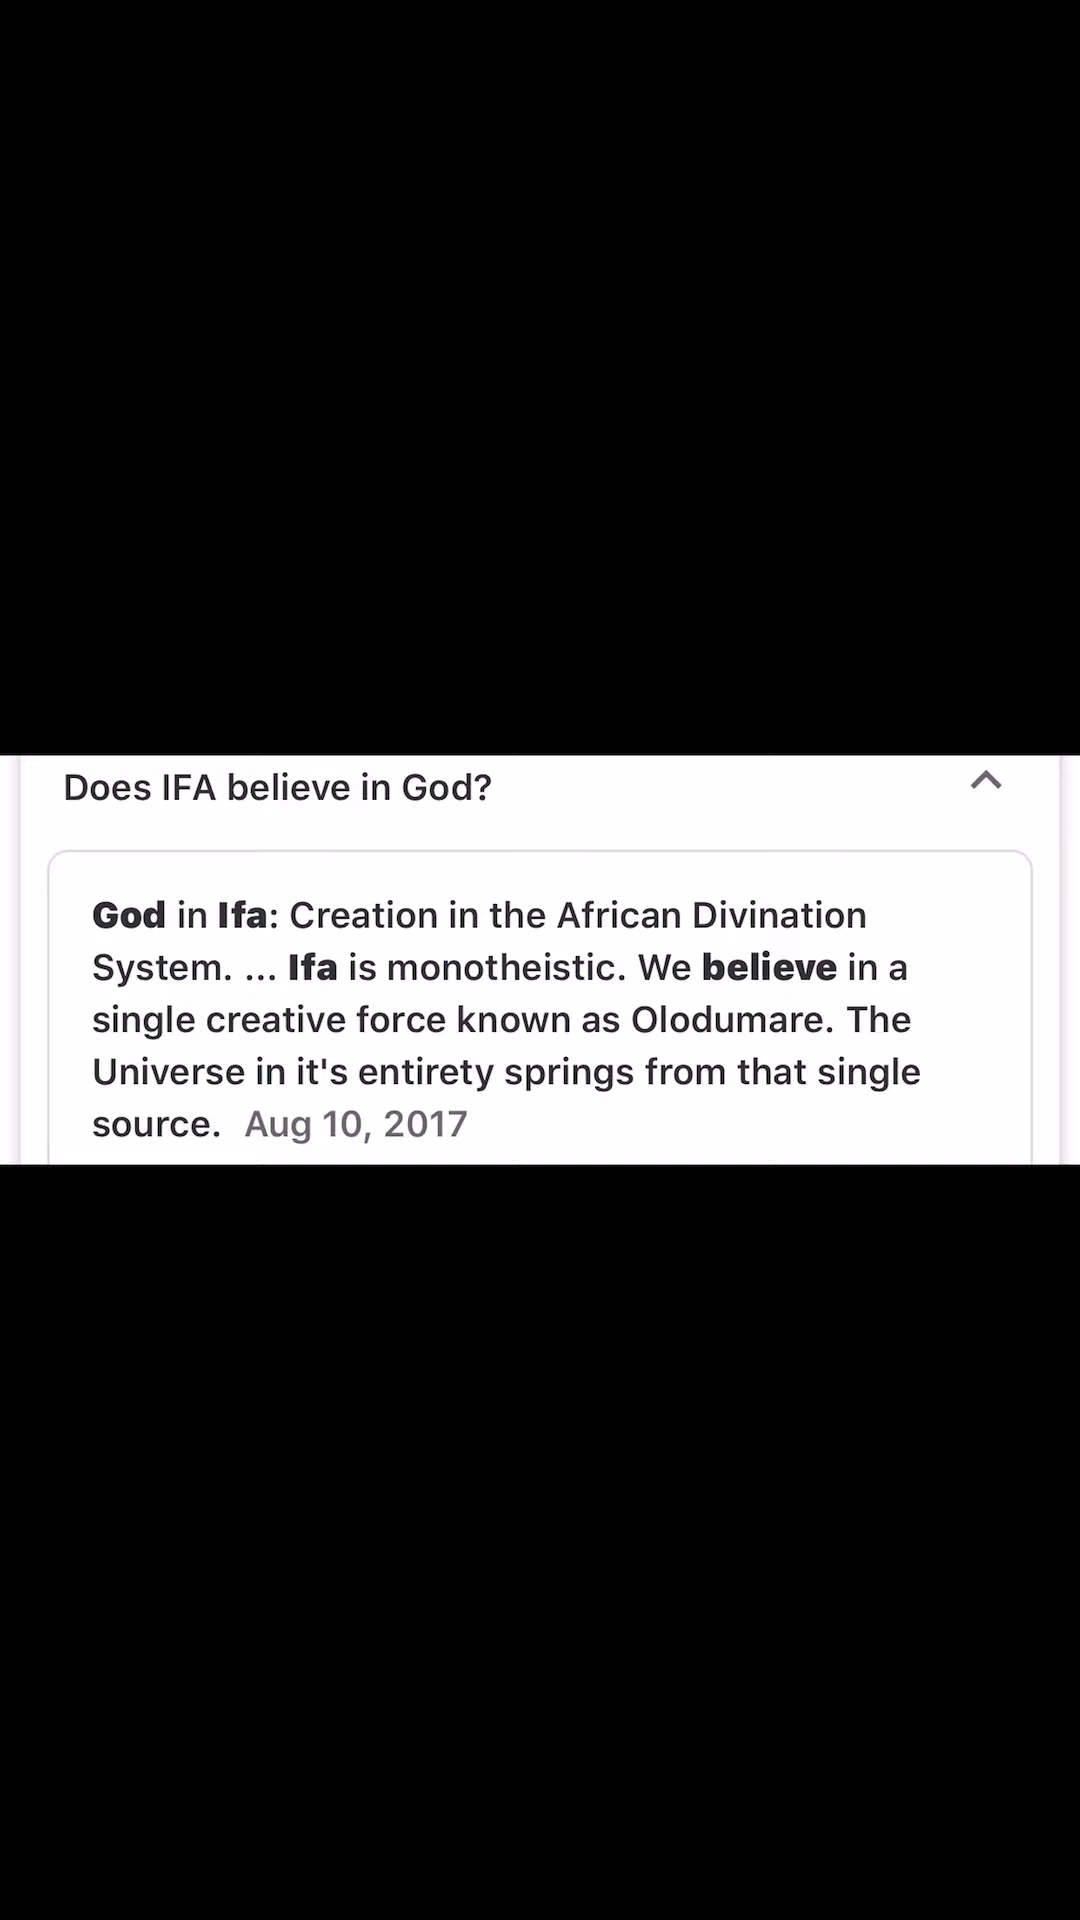 Does IFA believe in God?
God in Ifa: Creation in the African Divination
System. ... Ifa is monotheistic. We believe in a
single creative force known as Olodumare. The
Universe in it's entirety springs from that single
source. Aug 10, 2017